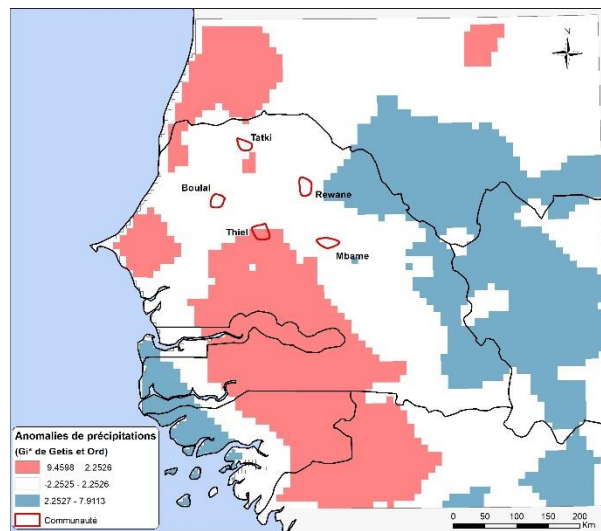 N
Tatki
Boulal
Rewane
Thiel
Mbame
Anomalies de précipitations
(Gi* de Getis et Ord)
9.4598 2.2526
-2.2525 - 2.2526
2.2527 - 7.9113
Communauté
0 50 100 150 200
Km